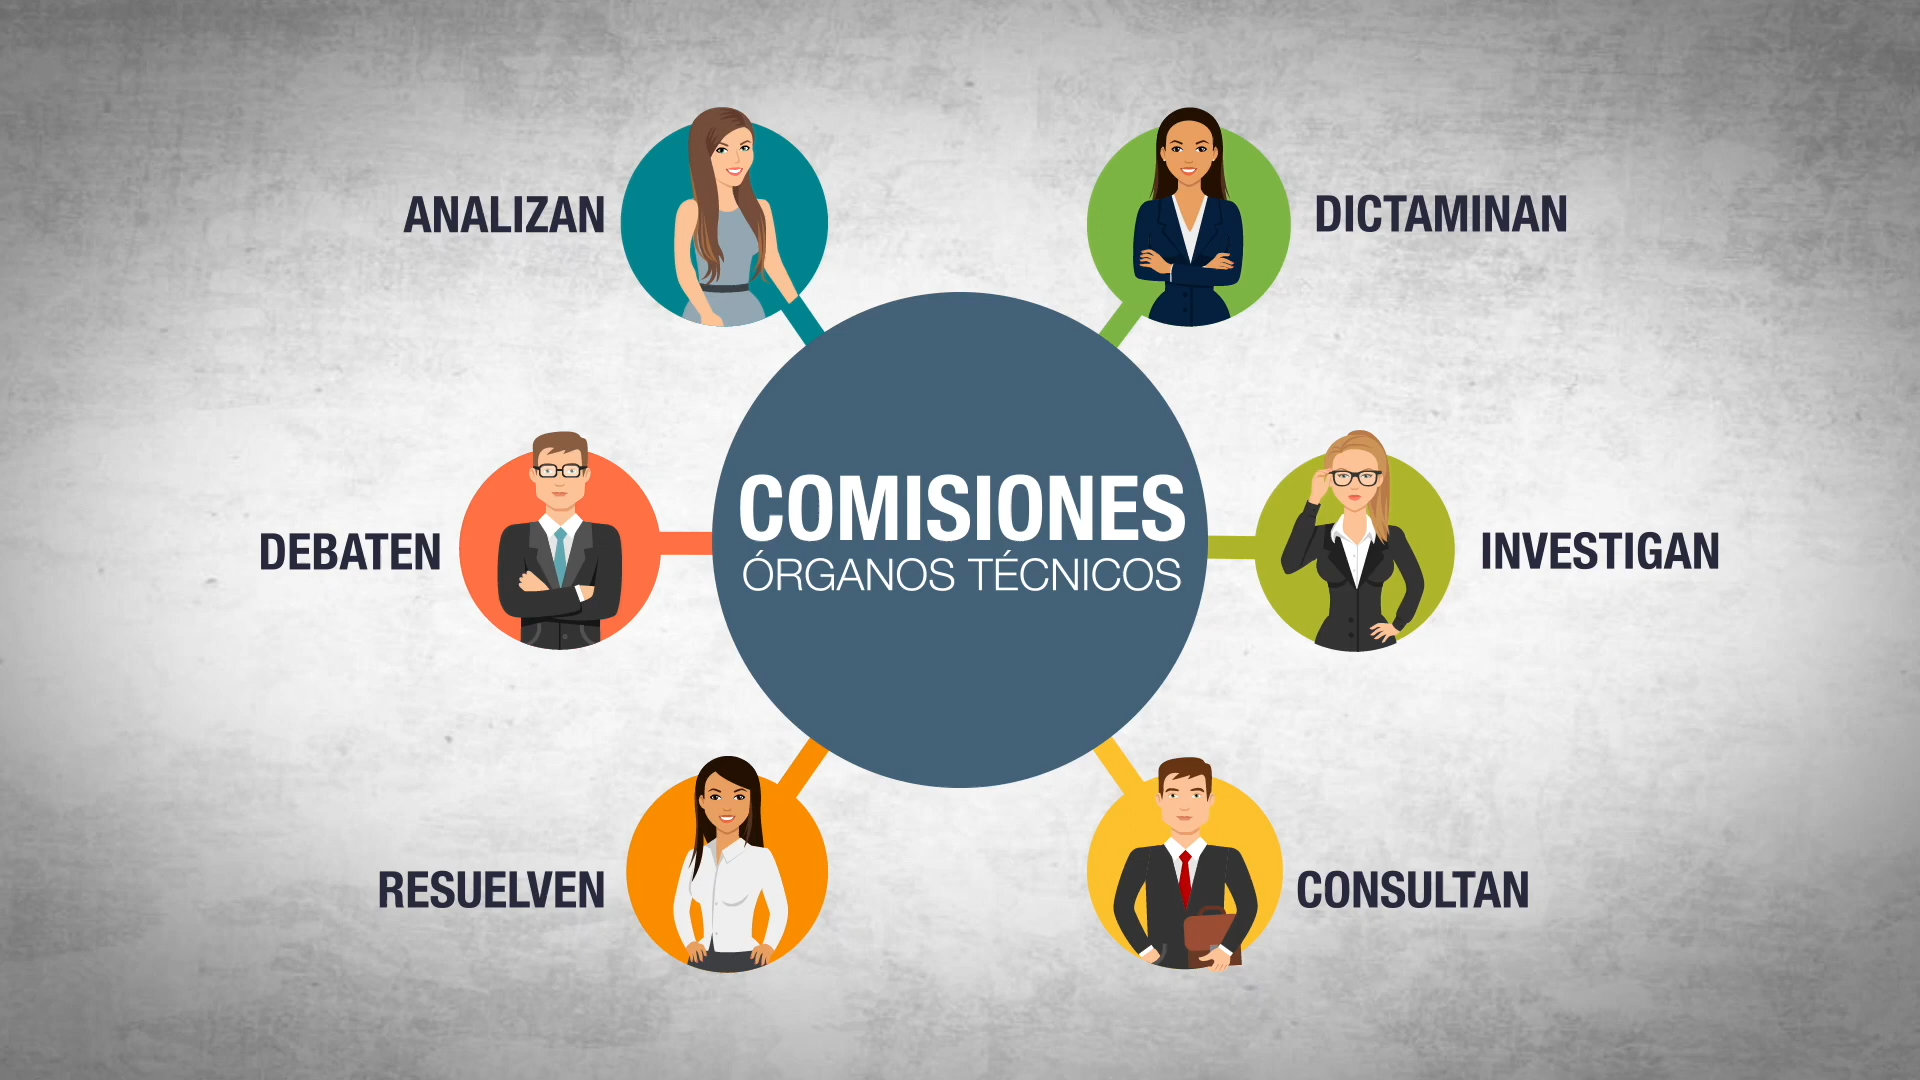 ANALIZAN
DICTAMINAN
DEBATEN
COMISIONES
ÓRGANOS TÉCNICOS
INVESTIGAN
RESUELVEN
CONSULTAN